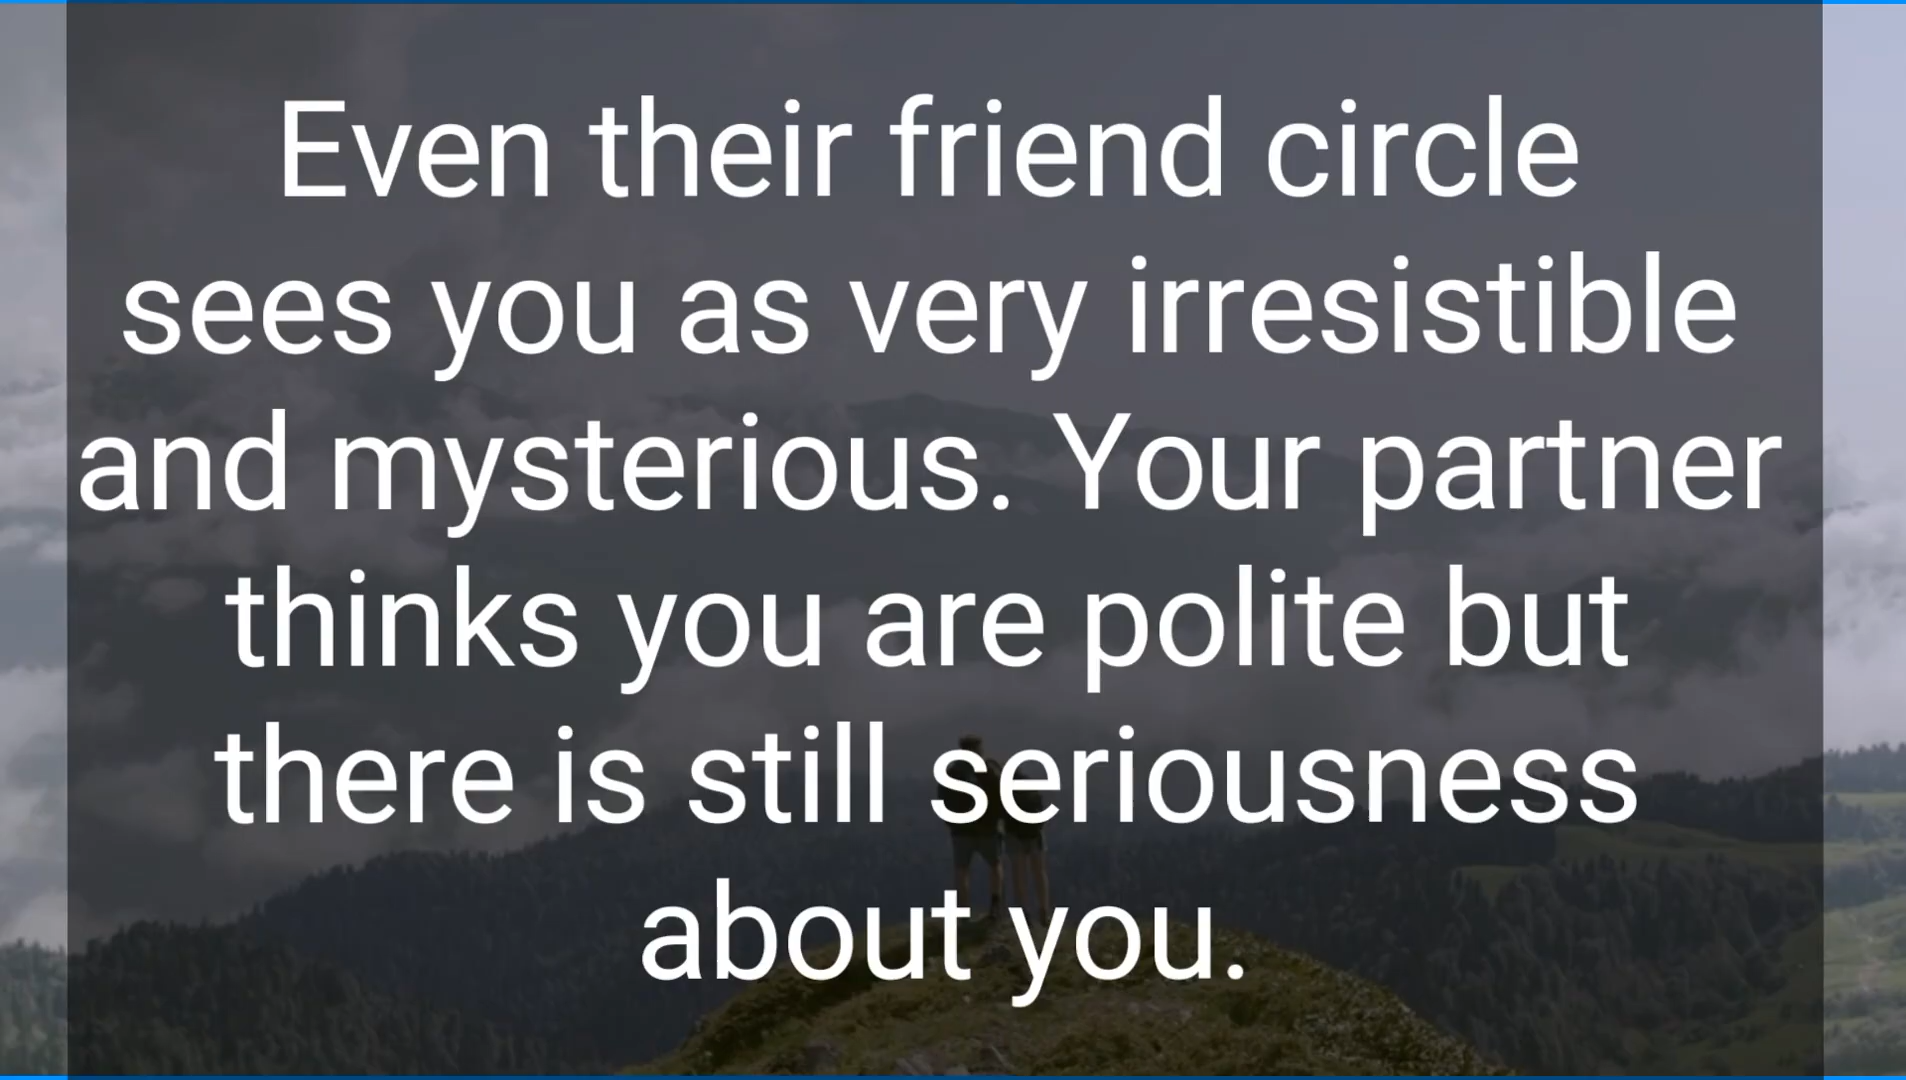 Even their friend circle
sees you as very irresistible
and mysterious. Your partner
thinks you are polite but
there is still seriousness
about you.